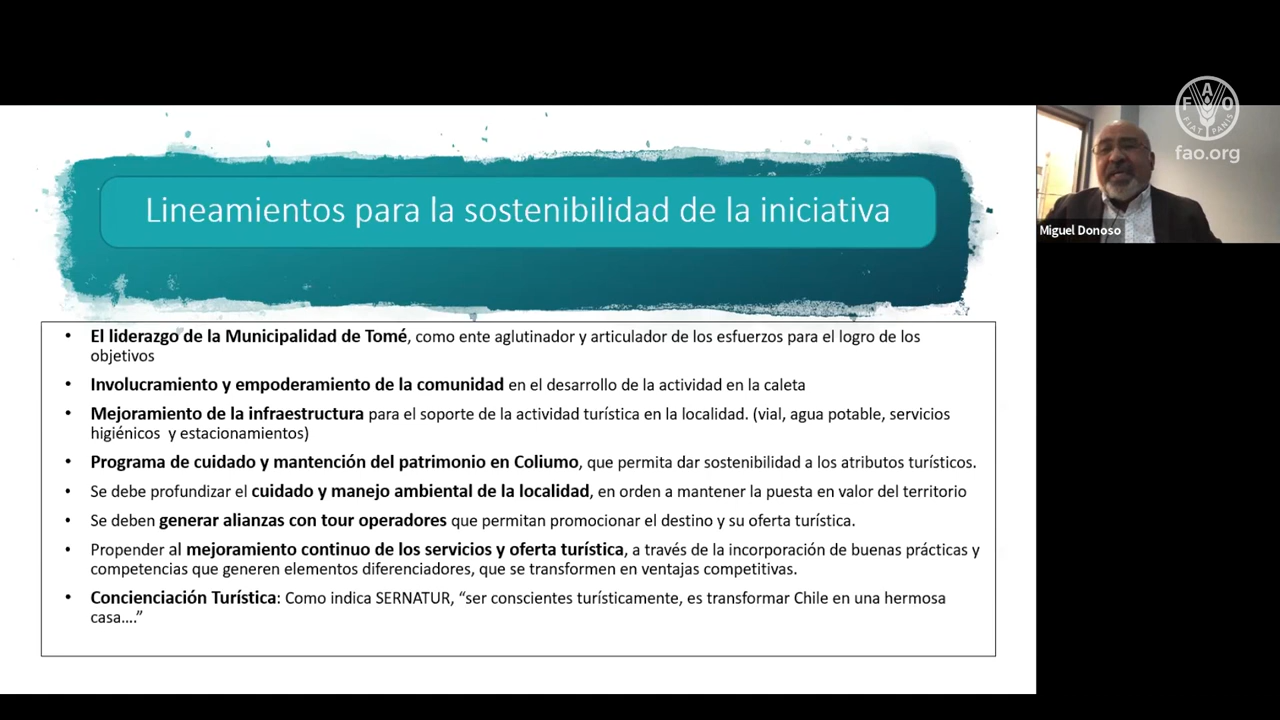 Lineamientos para la sostenibilidad de la iniciativa
• El liderazgo de la Municipalidad de Tomé, como ente aglutinador y articulador de los esfuerzos para el logro de los
objetivos
• Involucramiento y empoderamiento de la comunidad en el desarrollo de la actividad en la caleta
• Mejoramiento de la infraestructura para el soporte de la actividad turística en la localidad. (vial, agua potable, servicios
higiénicos y estacionamientos)
• Programa de cuidado y mantención del patrimonio en Coliumo, que permita dar sostenibilidad a los atributos turísticos.
• Se debe profundizar el cuidado y manejo ambiental de la localidad, en orden a mantener la puesta en valor del territorio
• Se deben generar alianzas con tour operadores que permitan promocionar el destino y su oferta turística.
• Propender al mejoramiento continuo de los servicios y oferta turística, a través de la incorporación de buenas prácticas y
competencias que generen elementos diferenciadores, que se transformen en ventajas competitivas.
• Concienciación Turística: Como indica SERNATUR, “ser conscientes turísticamente, es transformar Chile en una hermosa
casa….”
FAO
FIAT PANIS
fao.org
Miguel Donoso